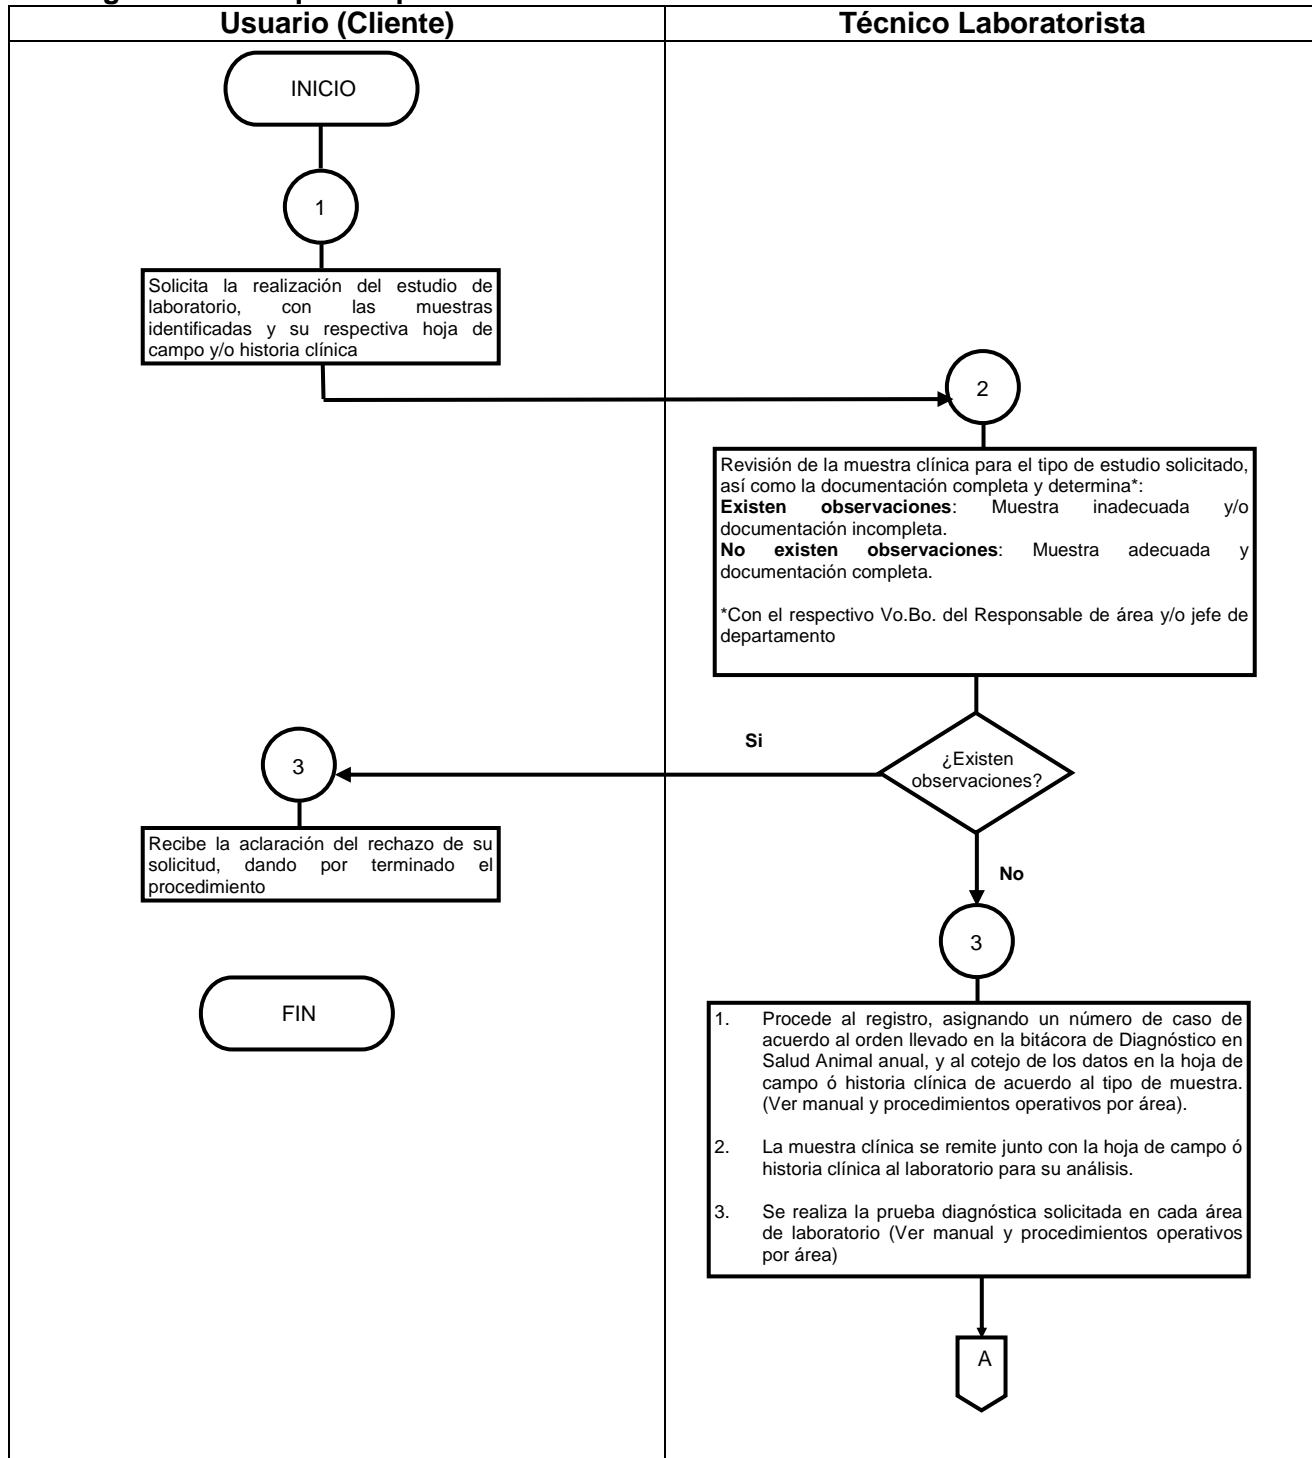 Usuario (Cliente)
Técnico Laboratorista
INICIO
1
Solicita la realización del estudio de
laboratorio, con las muestras
identificadas y su respectiva hoja de
campo y/o historia clínica
2
Revisión de la muestra clínica para el tipo de estudio solicitado,
así como la documentación completa y determina*:
Existen observaciones: Muestra inadecuada y/o
documentación incompleta.
No existen observaciones: Muestra adecuada y
documentación completa.
*Con el respectivo Vo.Bo. del Responsable de área y/o jefe de
departamento
¿Existen
observaciones?
Si
3
Recibe la aclaración del rechazo de su
solicitud, dando por terminado el
procedimiento
FIN
No
3
1. Procede al registro, asignando un número de caso de
acuerdo al orden llevado en la bitácora de Diagnóstico en
Salud Animal anual, y al cotejo de los datos en la hoja de
campo ó historia clínica de acuerdo al tipo de muestra.
(Ver manual y procedimientos operativos por área).
2. La muestra clínica se remite junto con la hoja de campo ó
historia clínica al laboratorio para su análisis.
3. Se realiza la prueba diagnóstica solicitada en cada área
de laboratorio (Ver manual y procedimientos operativos
por área)
A